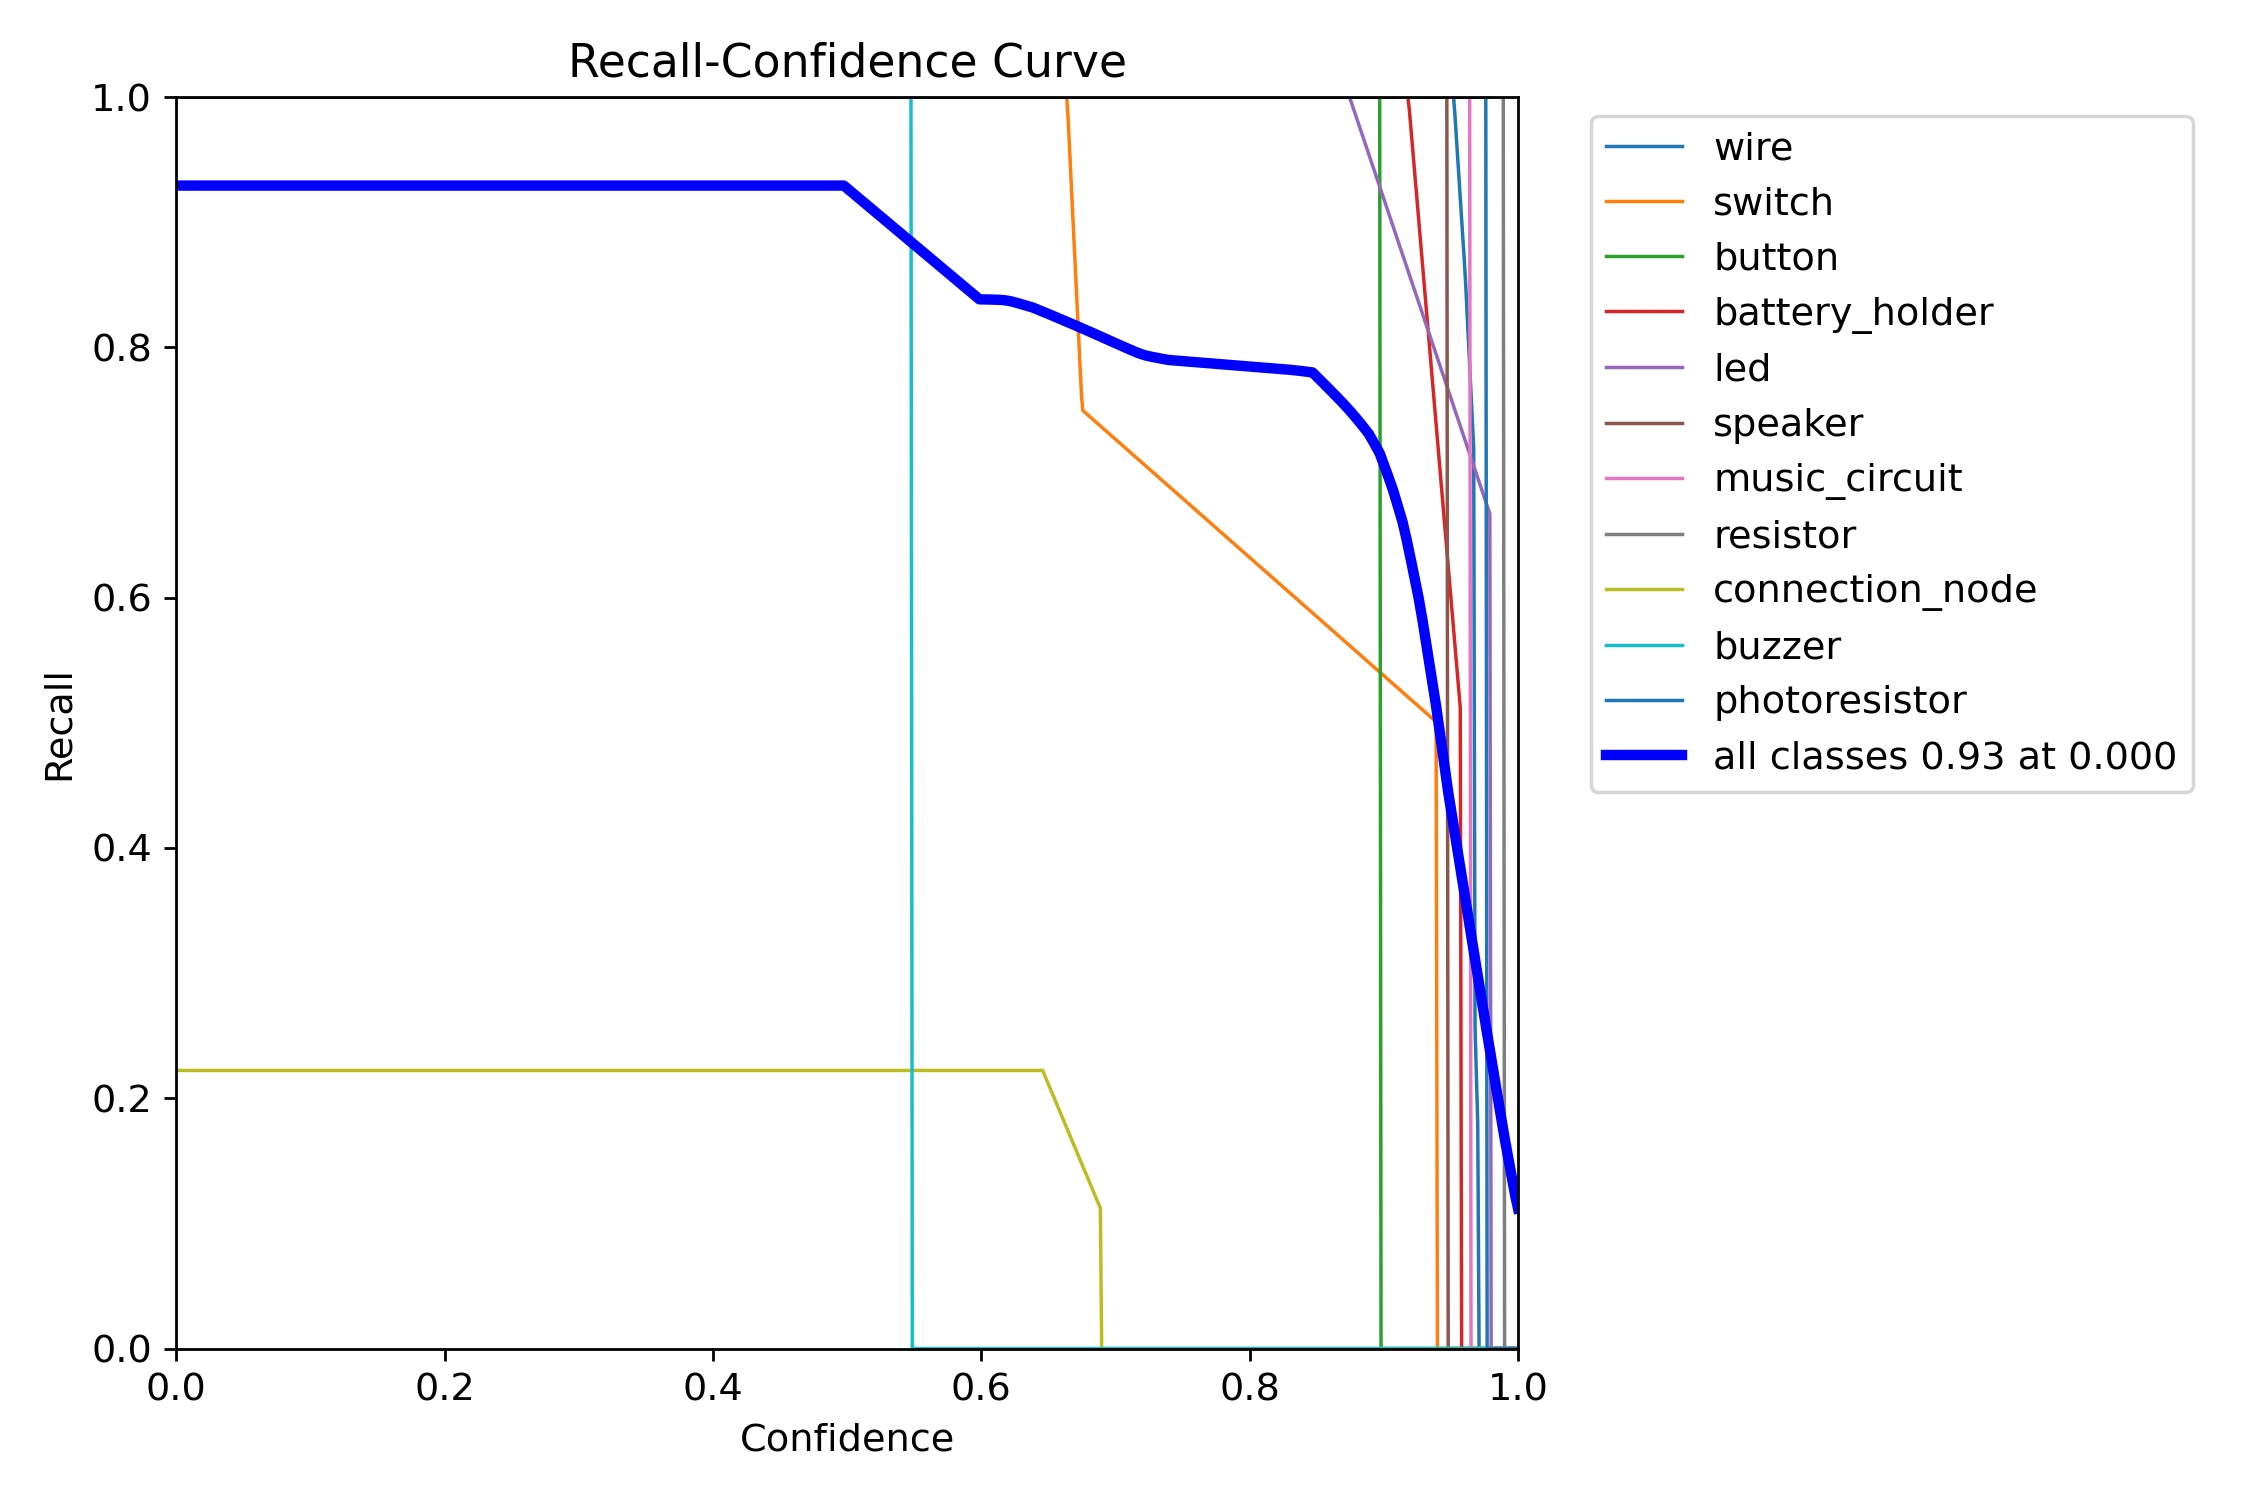 Recall-Confidence Curve
1.0
0.8
0.6
0.4
0.2
0.0
Recall
0.0 0.2 0.4 0.6 0.8 1.0
Confidence
wire
switch
button
battery_holder
led
speaker
music_circuit
resistor
connection_node
buzzer
photoresistor
all classes 0.93 at 0.000